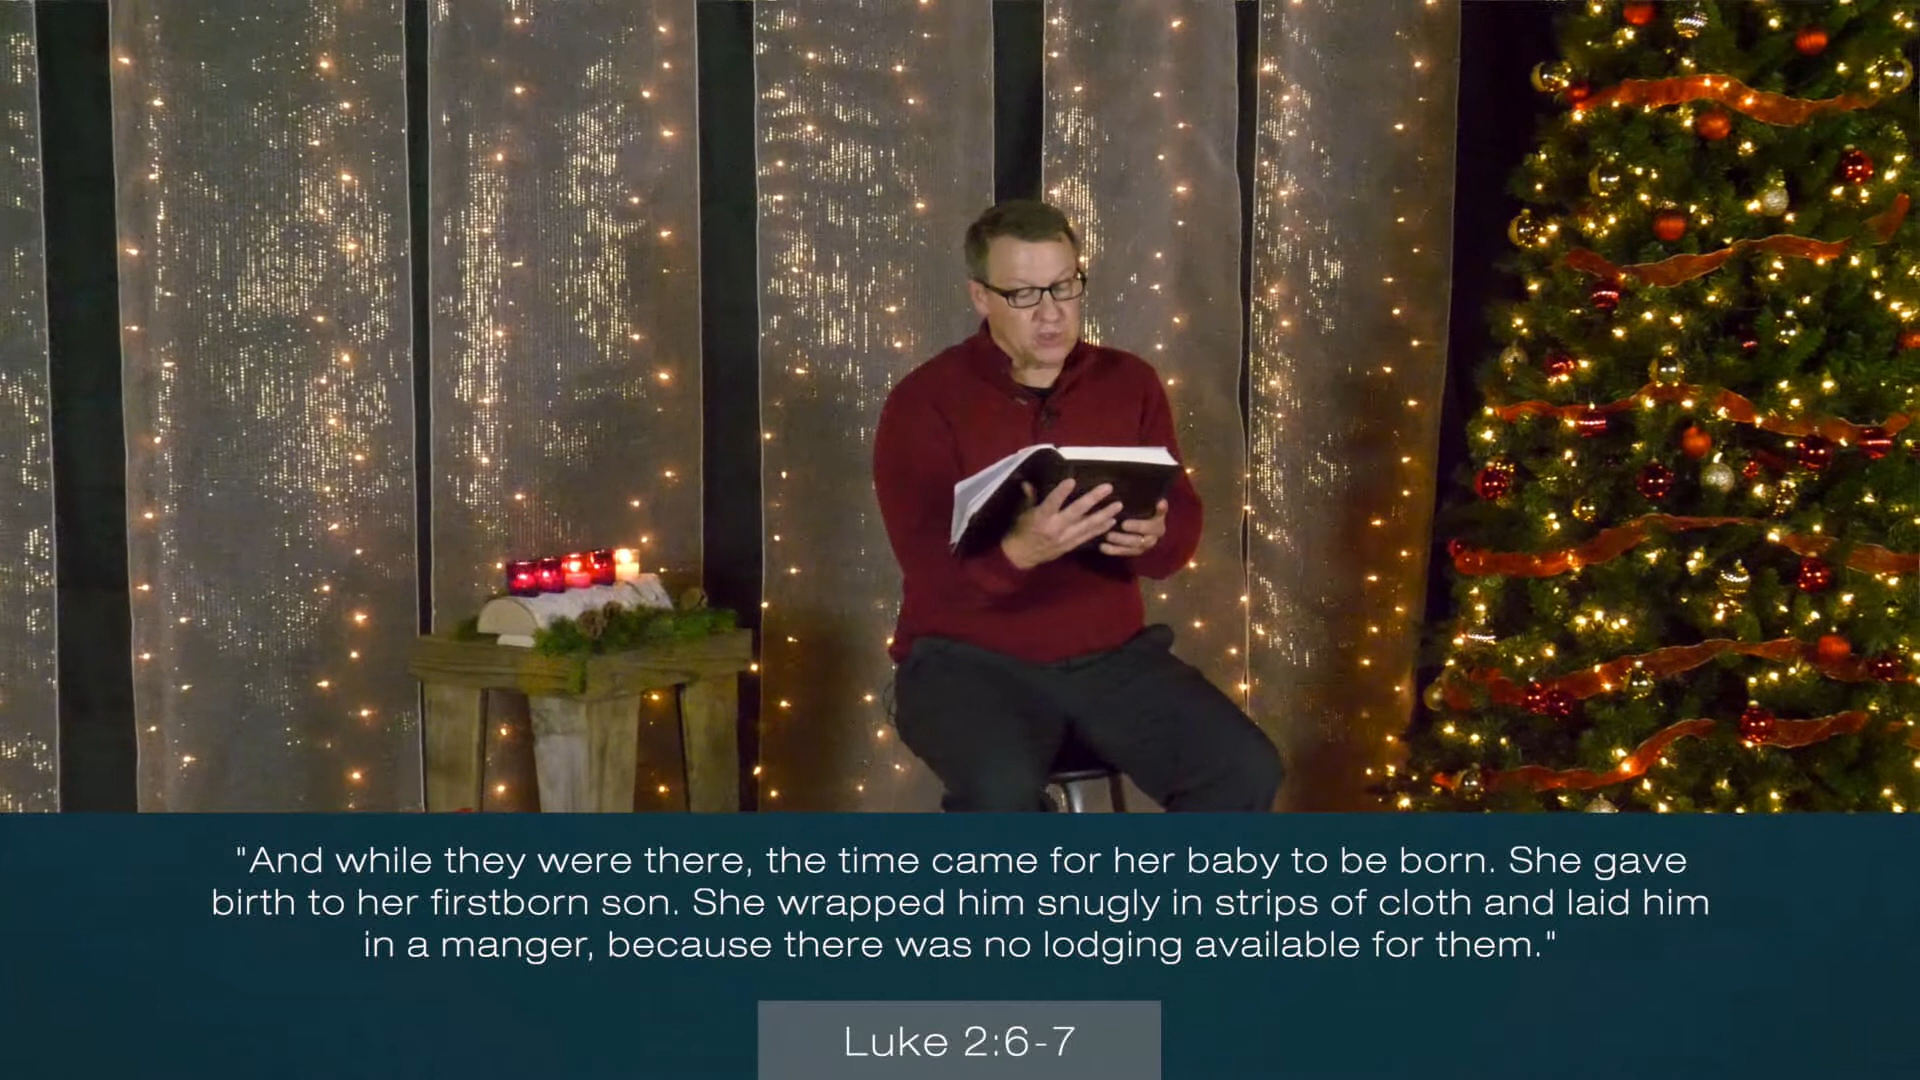 "And while they were there, the time came for her baby to be born. She gave
birth to her firstborn son. She wrapped him snugly in strips of cloth and laid him
in a manger, because there was no lodging available for them."
Luke 2:6-7